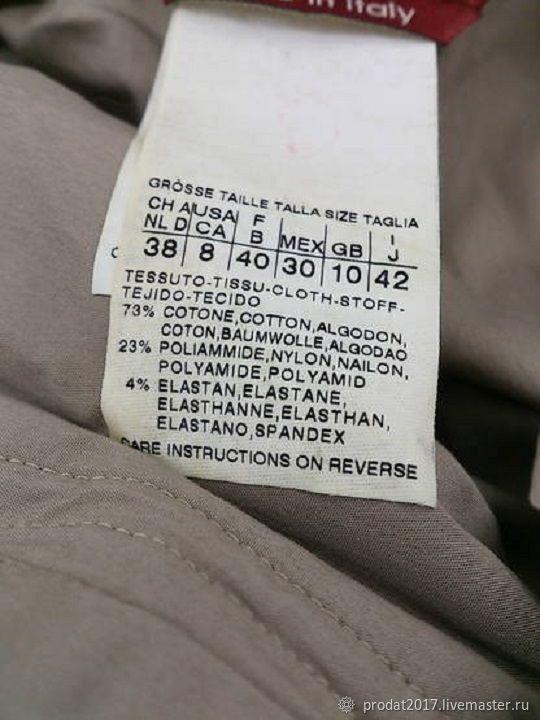 in Italy
GRÖSSE TAILLE TALLA SIZE TAGLIA
CH A USA F I
NL D CA B MEX GB J
38 8 40 30 10 42
TESSUTO-TISSU-CLOTH-STOFF-
TEJIDO-TECIDO
73% COTONE,COTTON,ALGODON,
COTON,BAUMWOLLE,ALGODAO
23% POLIAMMIDE,NYLON,NAILON,
POLYAMIDE,POLYAMID
4% ELASTAN,ELASTANE,
ELASTHANNE,ELASTHAN,
ELASTANO,SPANDEX
CARE INSTRUCTIONS ON REVERSE
prodat2017.livemaster.ru